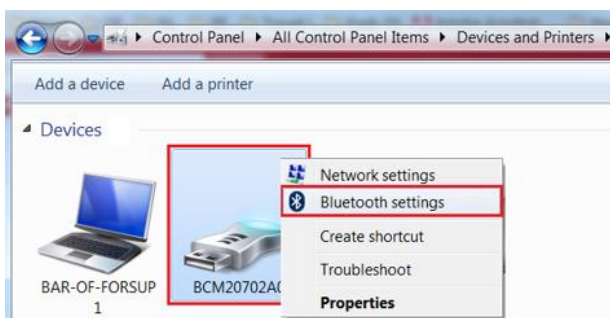 Control Panel ▸ All Control Panel Items ▸ Devices and Printers ▸
Add a device Add a printer
Devices
Network settings
Bluetooth settings
Create shortcut
Troubleshoot
Properties
BAR-OF-FORSUP BCM20702A0
1